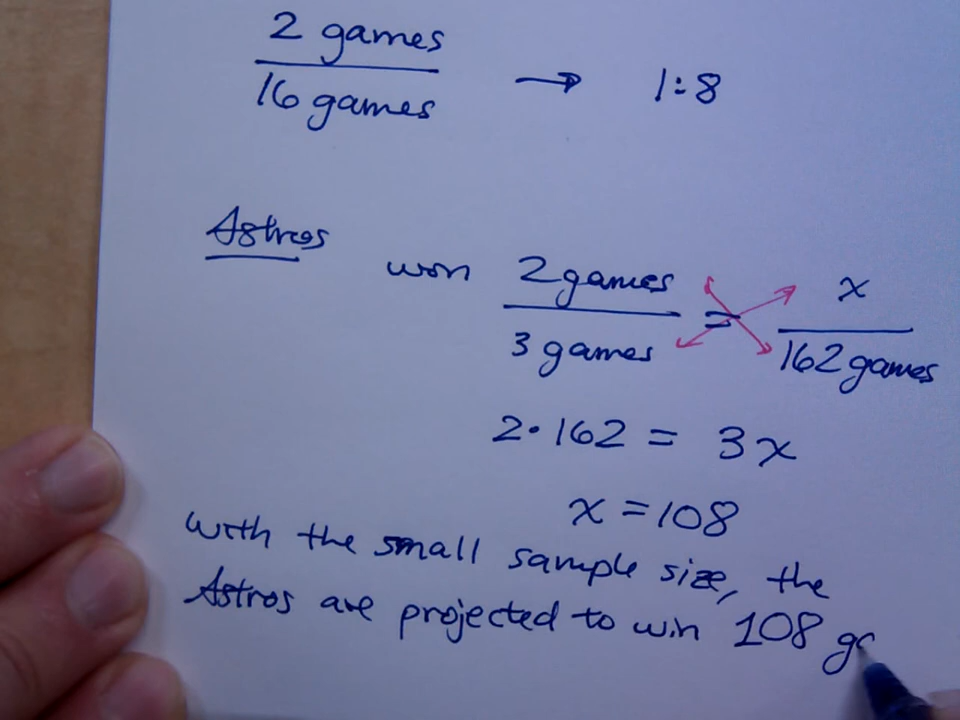 2 games
16 games → 1:8
Astros won 2 games = x
3 games 162 games
2·162 = 3x
x = 108
with the small sample size, the
Astros are projected to win 108 ga